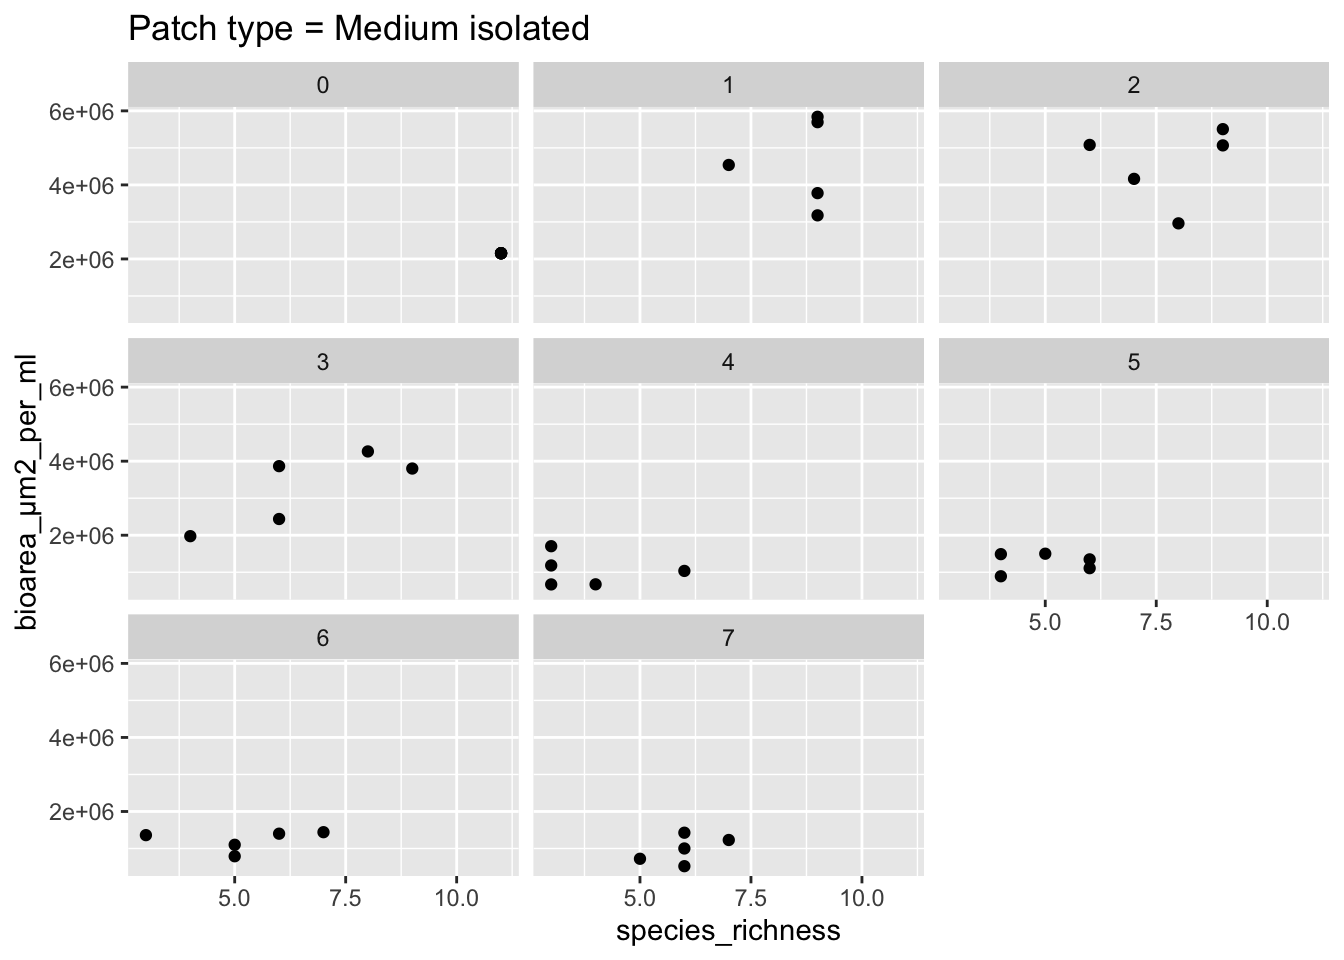 Patch type = Medium isolated
0
1
2
6e+06
4e+06
2e+06
3
4
5
6e+06
4e+06
2e+06
5.0 7.5 10.0
6
7
6e+06
4e+06
2e+06
5.0 7.5 10.0
5.0 7.5 10.0
species_richness
bioarea_µm2_per_ml